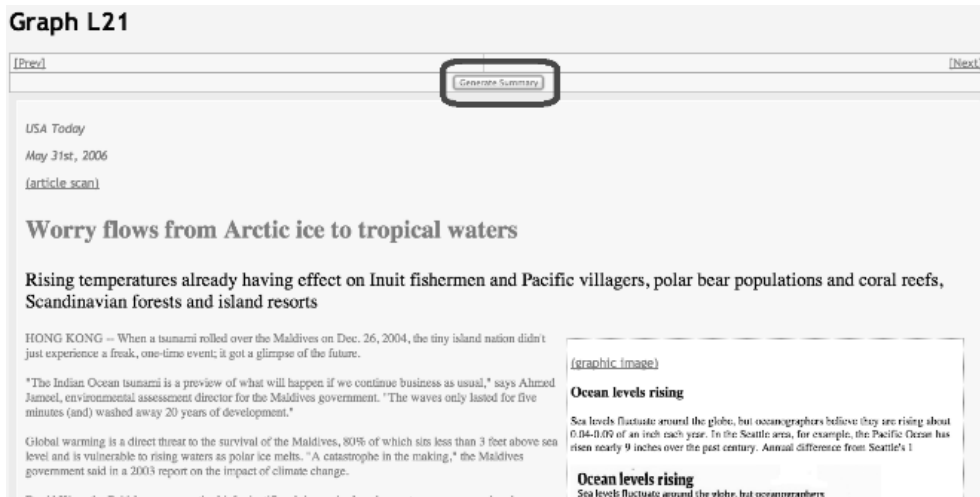 Graph L21
[Prev]
[Next]
Generate Summary
USA Today
May 31st, 2006
(article scan)
Worry flows from Arctic ice to tropical waters
Rising temperatures already having effect on Inuit fishermen and Pacific villagers, polar bear populations and coral reefs,
Scandinavian forests and island resorts
HONG KONG -- When a tsunami rolled over the Maldives on Dec. 26, 2004, the tiny island nation didn't
just experience a freak, one-time event; it got a glimpse of the future.
"The Indian Ocean tsunami is a preview of what will happen if we continue business as usual," says Ahmed
Jameel, environmental assessment director for the Maldives government. "The waves only lasted for five
minutes (and) washed away 20 years of development."
Global warming is a direct threat to the survival of the Maldives, 80% of which sits less than 3 feet above sea
level and is vulnerable to rising waters as polar ice melts. "A catastrophe in the making," the Maldives
government said in a 2003 report on the impact of climate change.
(graphic image)
Ocean levels rising
Sea levels fluctuate around the globe, but oceanographers believe they are rising about
0.04-0.09 of an inch each year. In the Seattle area, for example, the Pacific Ocean has
risen nearly 9 inches over the past century. Annual difference from Seattle's 1
Ocean levels rising
Sea levels fluctuate around the globe, but oceanographers